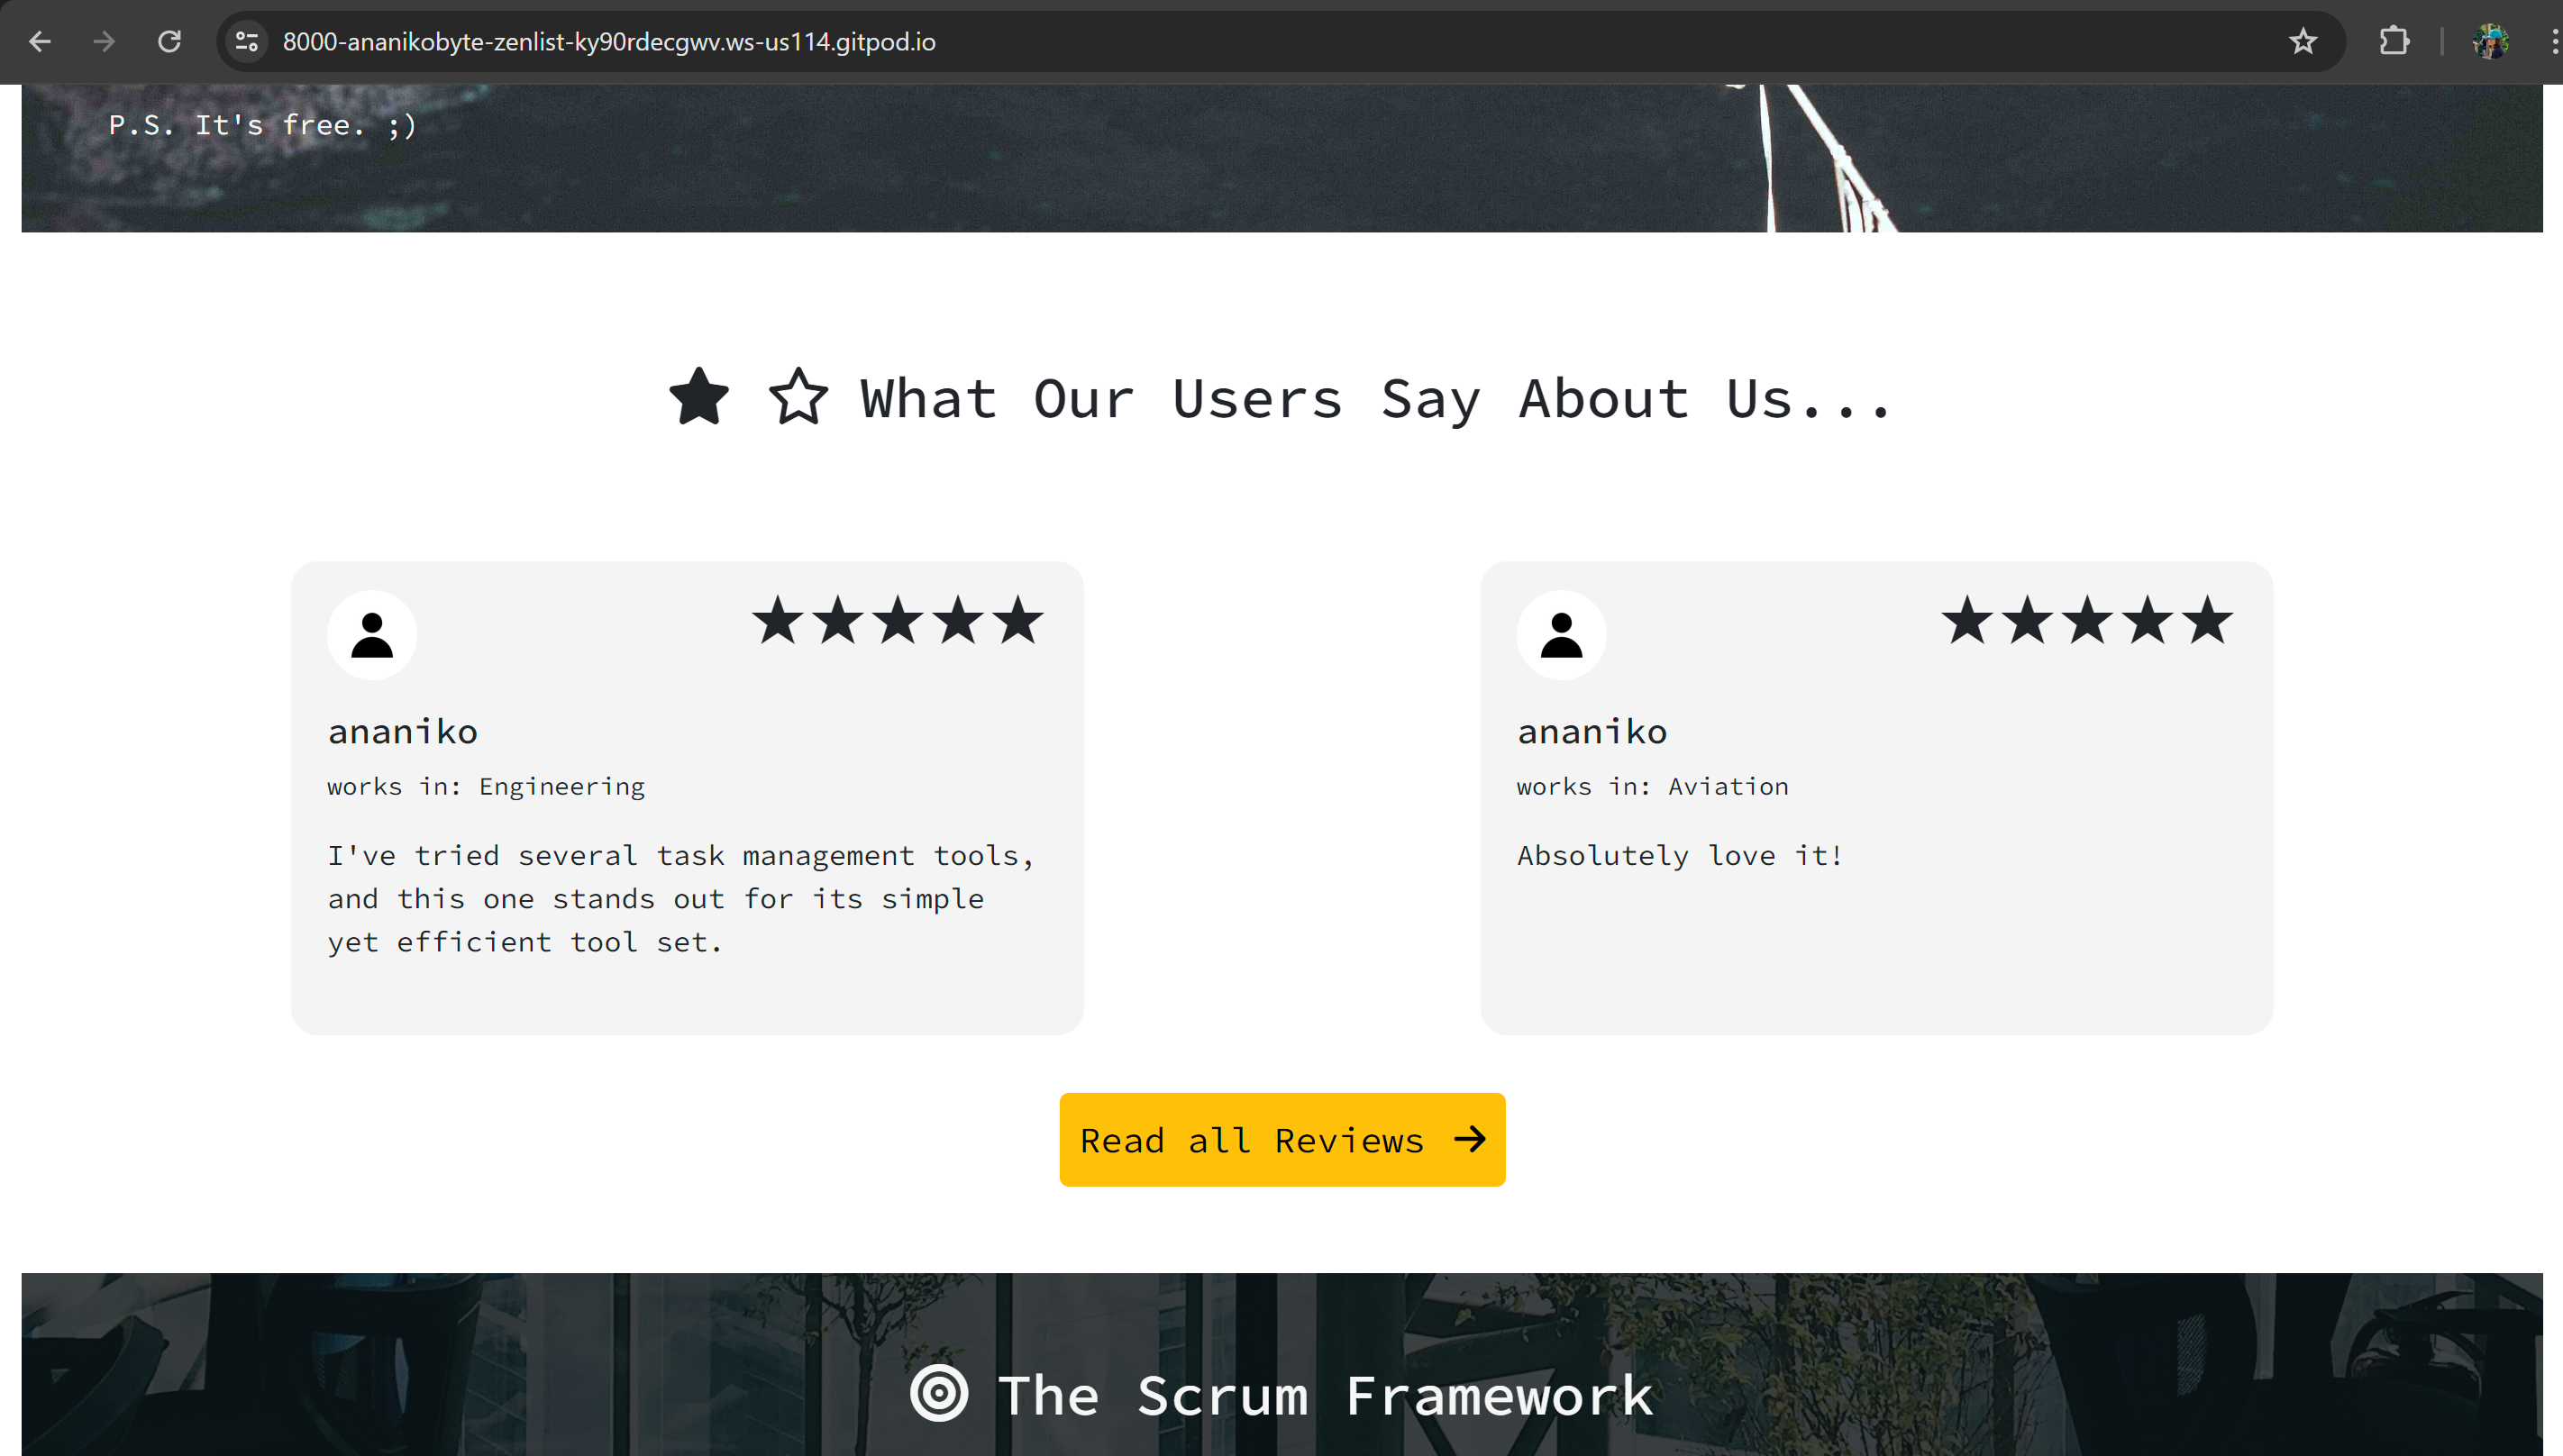 8000-ananikobyte-zenlist-ky90rdecgwv.ws-us114.gitpod.io
P.S. It's free. ;)
What Our Users Say About Us...
★★★★★
ananiko
works in: Engineering
I've tried several task management tools,
and this one stands out for its simple
yet efficient tool set.
★★★★★
ananiko
works in: Aviation
Absolutely love it!
Read all Reviews →
The Scrum Framework